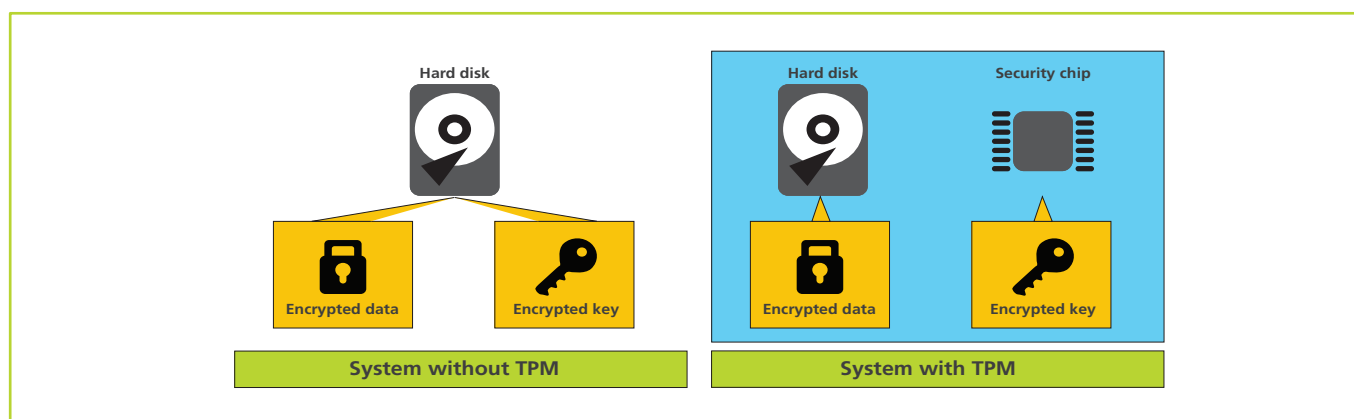 Hard disk
Encrypted data
Encrypted key
System without TPM
Hard disk
Security chip
Encrypted data
Encrypted key
System with TPM